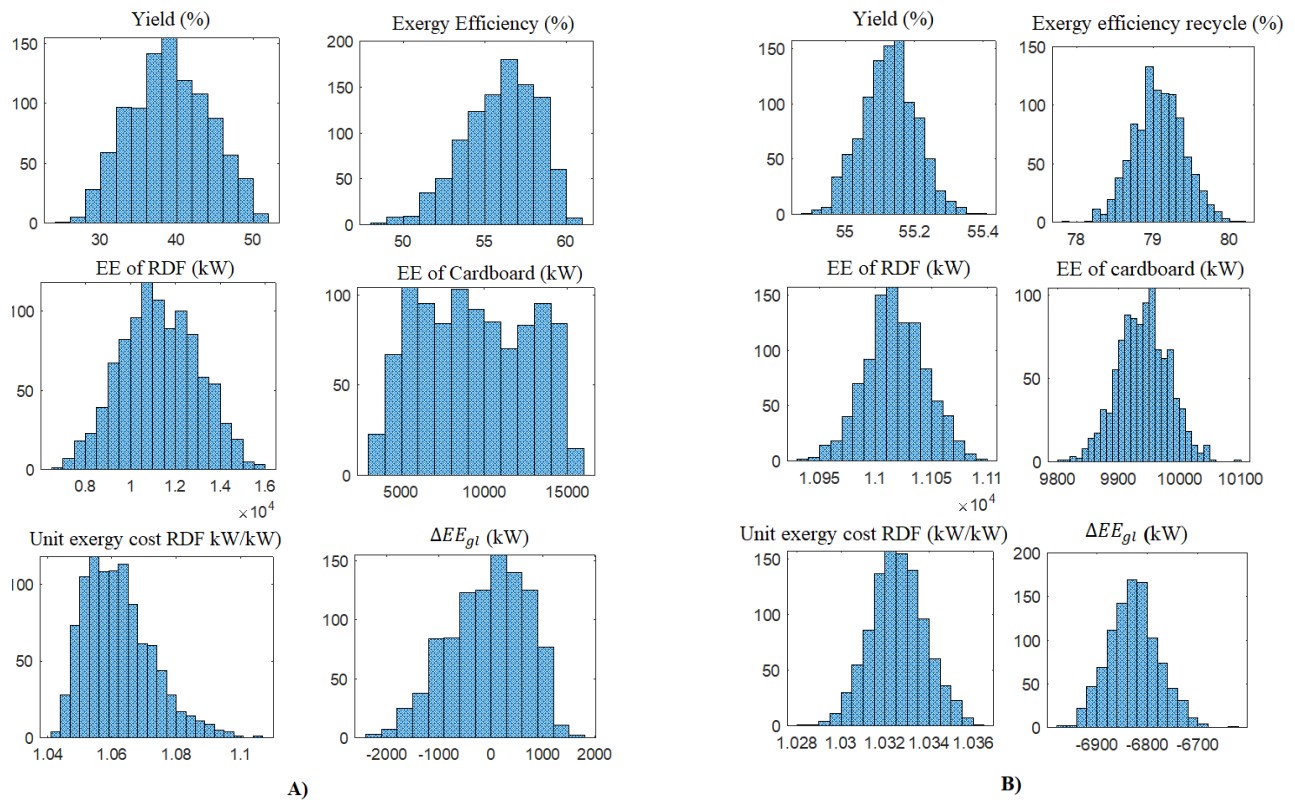 Yield (%)
150
100
50
0
30 40 50
Exergy Efficiency (%)
200
150
100
50
0
50 55 60
EE of RDF (kW)
100
50
0
0.8 1 1.2 1.4 1.6
×10⁴
EE of Cardboard (kW)
100
50
0
5000 10000 15000
Unit exergy cost RDF kW/kW
100
50
0
1.04 1.06 1.08 1.1
ΔEE_gl (kW)
150
100
50
0
-2000 -1000 0 1000 2000
A)
Yield (%)
150
100
50
0
55 55.2 55.4
Exergy efficiency recycle (%)
150
100
50
0
78 79 80
EE of RDF (kW)
150
100
50
0
1.095 1.1 1.105 1.11
×10⁴
EE of cardboard (kW)
100
50
0
9800 9900 10000 10100
Unit exergy cost RDF (kW/kW)
150
100
50
0
1.028 1.03 1.032 1.034 1.036
ΔEE_gl (kW)
200
150
100
50
0
-6900 -6800 -6700
B)